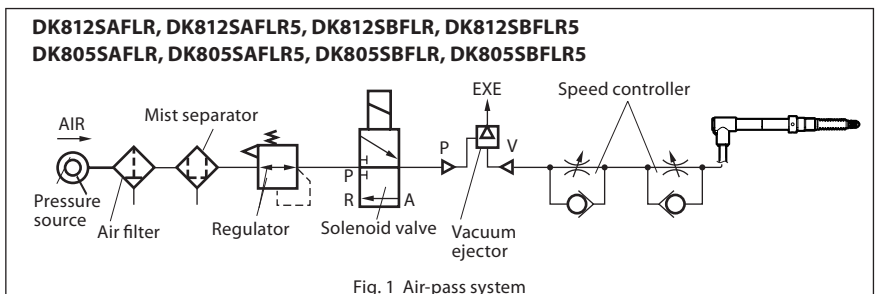 DK812SAFLR, DK812SAFLR5, DK812SBFLR, DK812SBFLR5
DK805SAFLR, DK805SAFLR5, DK805SBFLR, DK805SBFLR5
EXE
Speed controller
Mist separator
AIR
P
V
P
R
A
Pressure
source
Air filter
Regulator
Solenoid valve
Vacuum
ejector
Fig. 1 Air-pass system